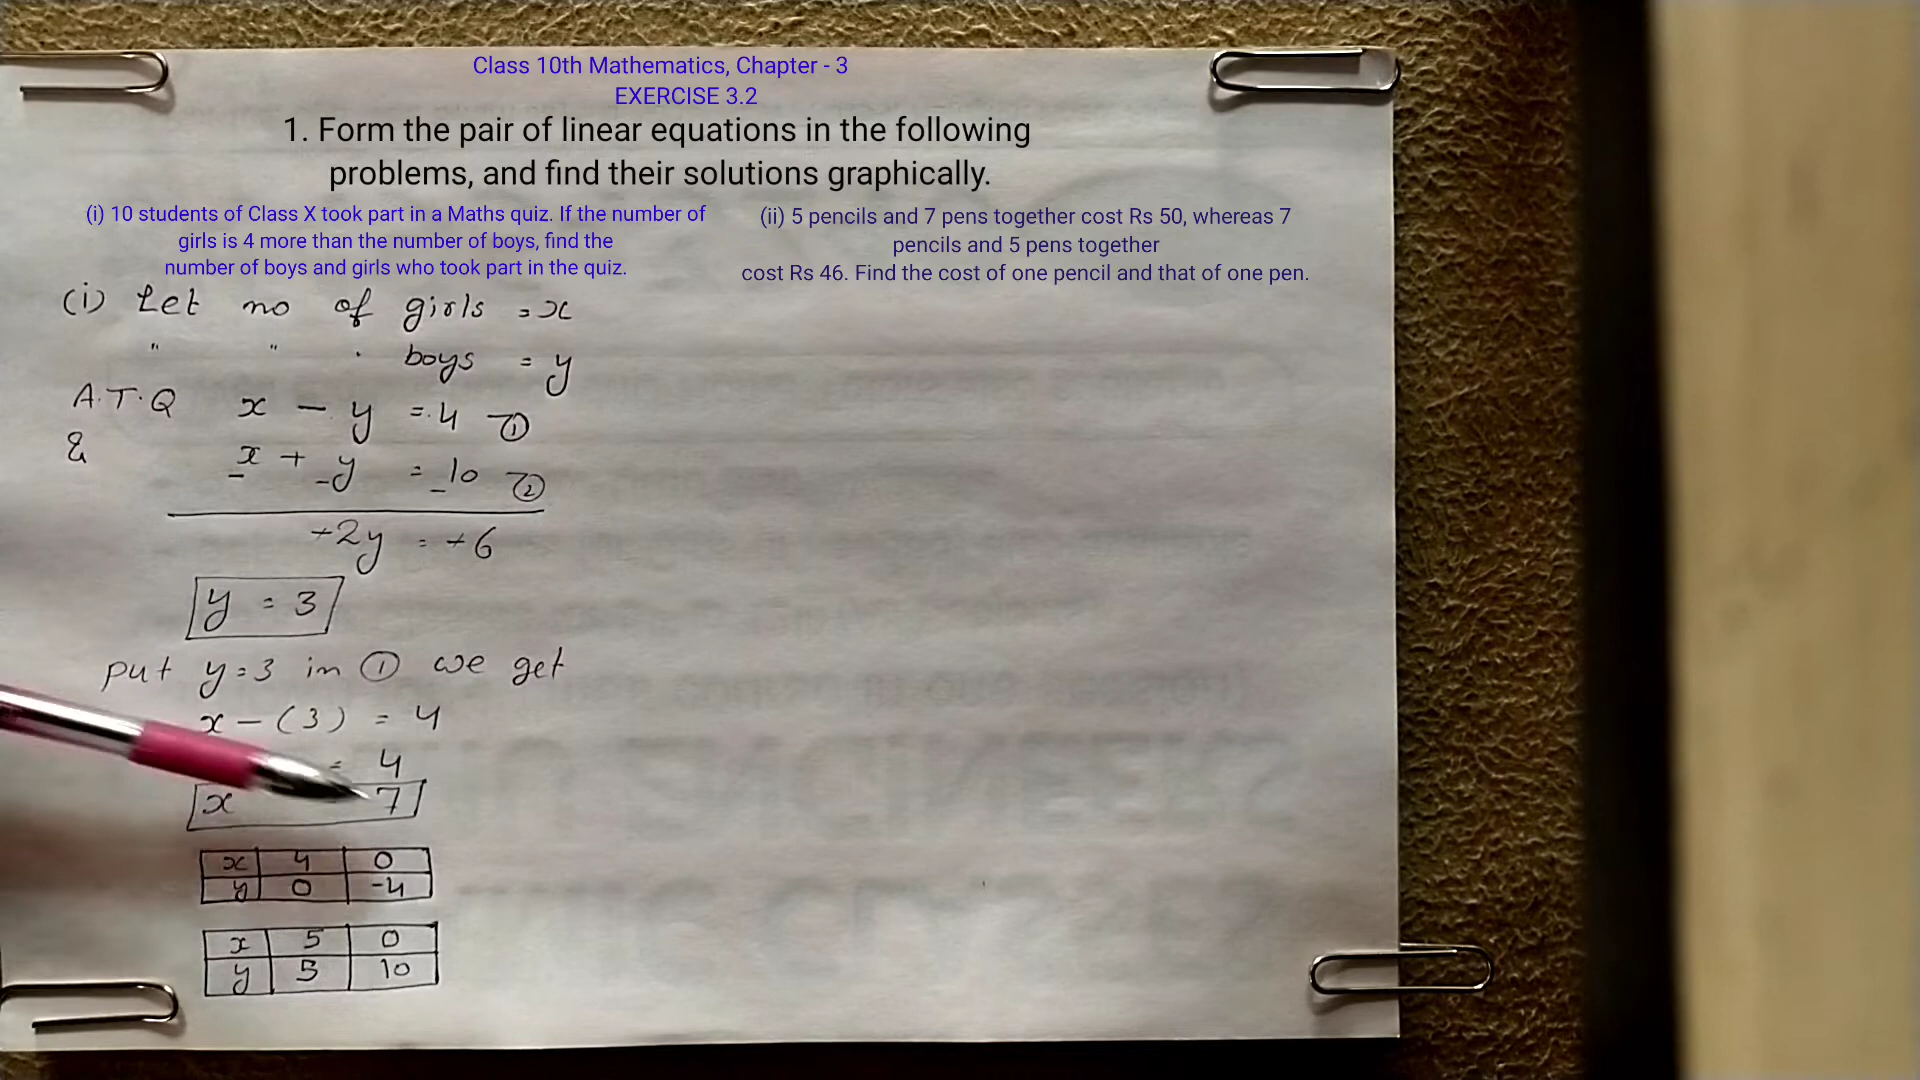 Class 10th Mathematics, Chapter - 3
EXERCISE 3.2
1. Form the pair of linear equations in the following
problems, and find their solutions graphically.
(i) 10 students of Class X took part in a Maths quiz. If the number of
girls is 4 more than the number of boys, find the
number of boys and girls who took part in the quiz.
(ii) 5 pencils and 7 pens together cost Rs 50, whereas 7
pencils and 5 pens together
cost Rs 46. Find the cost of one pencil and that of one pen.
(i) Let no of girls = x
" " " boys = y
A.T.Q x - y = 4 ①
& x + y = 10 ②
- - -
+2y = +6
y = 3
put y=3 in ① we get
x - (3) = 4
= 4
x 7
x 4 0
y 0 -4
x 5 0
y 5 10